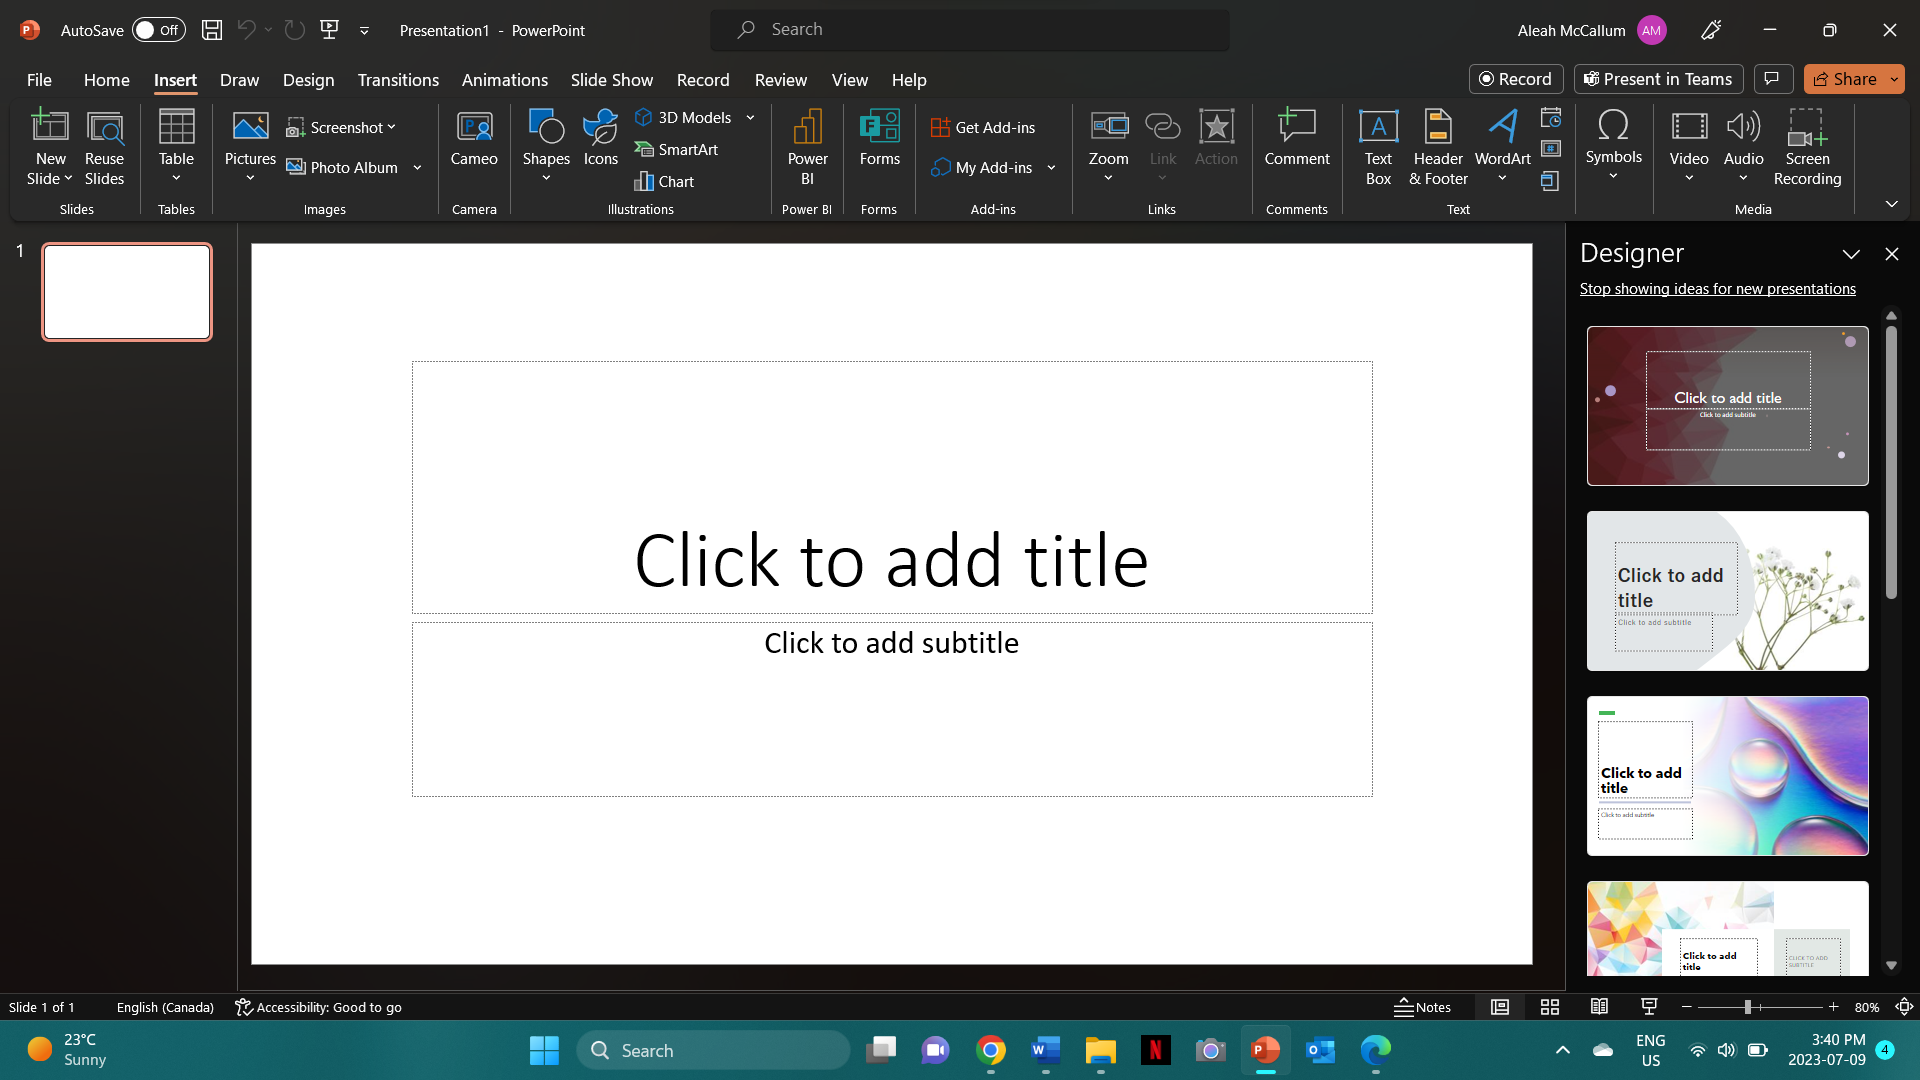 AutoSave Off Presentation1 - PowerPoint Search Aleah McCallum AM
File Home Insert Draw Design Transitions Animations Slide Show Record Review View Help Record Present in Teams Share
New Slide
Reuse Slides
Slides
Table
Tables
Pictures
Screenshot
Photo Album
Images
Cameo
Camera
Shapes
Icons
3D Models
SmartArt
Chart
Illustrations
Power BI
Power BI
Forms
Forms
Get Add-ins
My Add-ins
Add-ins
Zoom
Link
Action
Links
Comment
Comments
Text Box
Header & Footer
WordArt
Text
Symbols
Video
Audio
Screen Recording
Media
1
Click to add title
Click to add subtitle
Designer
Stop showing ideas for new presentations
Click to add title
Click to add subtitle
Click to add
title
Click to add subtitle
Click to add
title
Click to add subtitle
Click to add
title
CLICK TO ADD
SUBTITLE
Slide 1 of 1 English (Canada) Accessibility: Good to go Notes 80%
23°C
Sunny
Search
ENG
US
3:40 PM
2023-07-09
4